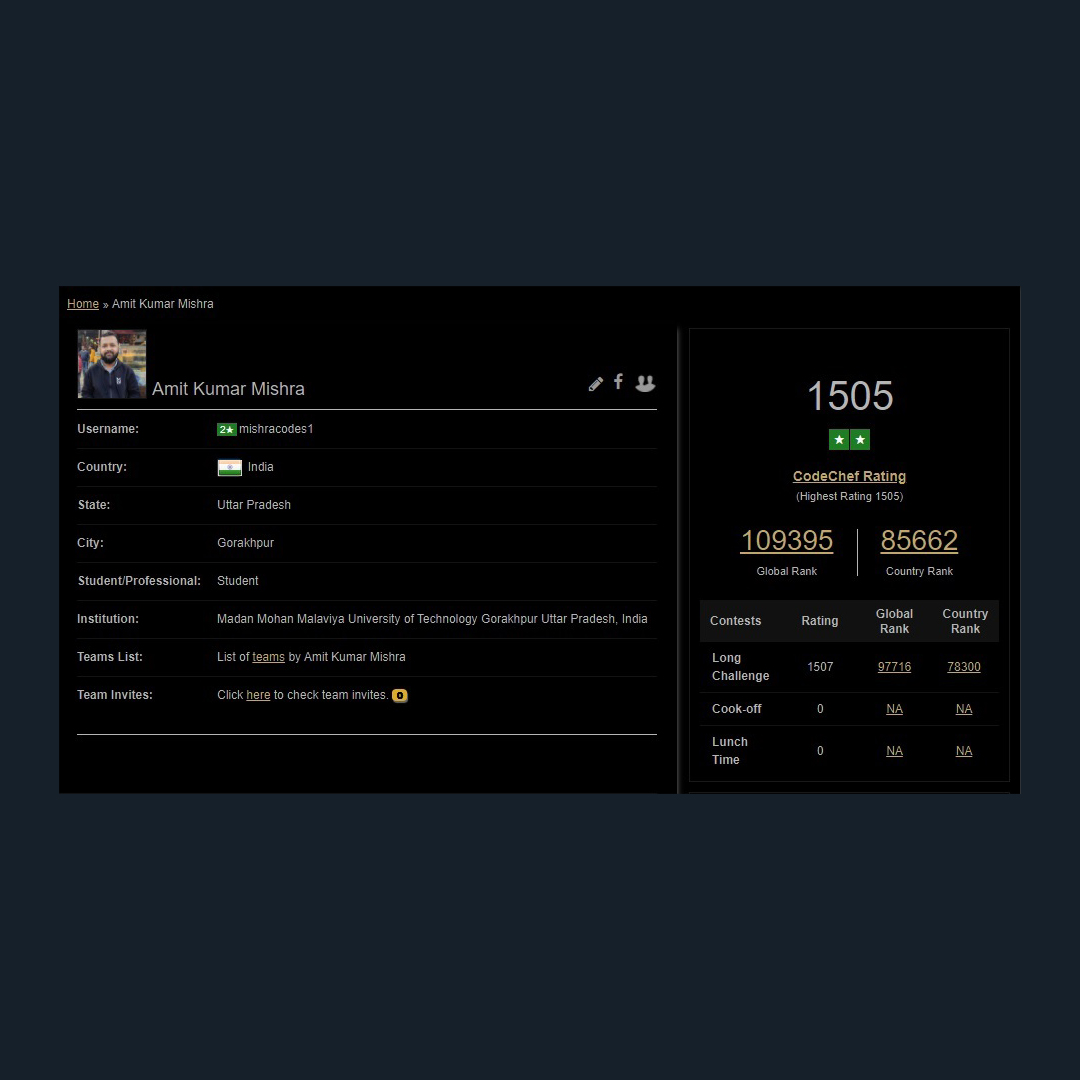 Home » Amit Kumar Mishra
Amit Kumar Mishra
Username: 2★ mishracodes1
Country: India
State: Uttar Pradesh
City: Gorakhpur
Student/Professional: Student
Institution: Madan Mohan Malaviya University of Technology Gorakhpur Uttar Pradesh, India
Teams List: List of teams by Amit Kumar Mishra
Team Invites: Click here to check team invites. 0
1505
★ ★
CodeChef Rating
(Highest Rating 1505)
109395 85662
Global Rank Country Rank
Contests Rating Global Rank Country Rank
Long Challenge 1507 97716 78300
Cook-off 0 NA NA
Lunch Time 0 NA NA